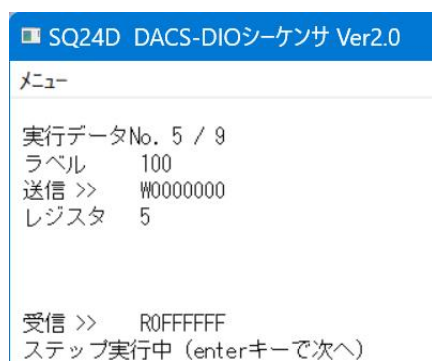 SQ24D DACS-DIOシーケンサ Ver2.0
メニュー
実行データNo. 5 / 9
ラベル 100
送信 >> W0000000
レジスタ 5
受信 >> R0FFFFFF
ステップ実行中 (enterキーで次へ)